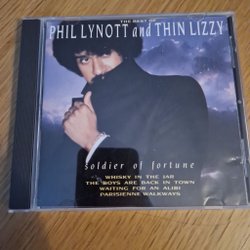 THE BEST OF
PHIL LYNOTT and THIN LIZZY
soldier of fortune
WHISKY IN THE JAR
THE BOYS ARE BACK IN TOWN
WAITING FOR AN ALIBI
PARISIENNE WALKWAYS